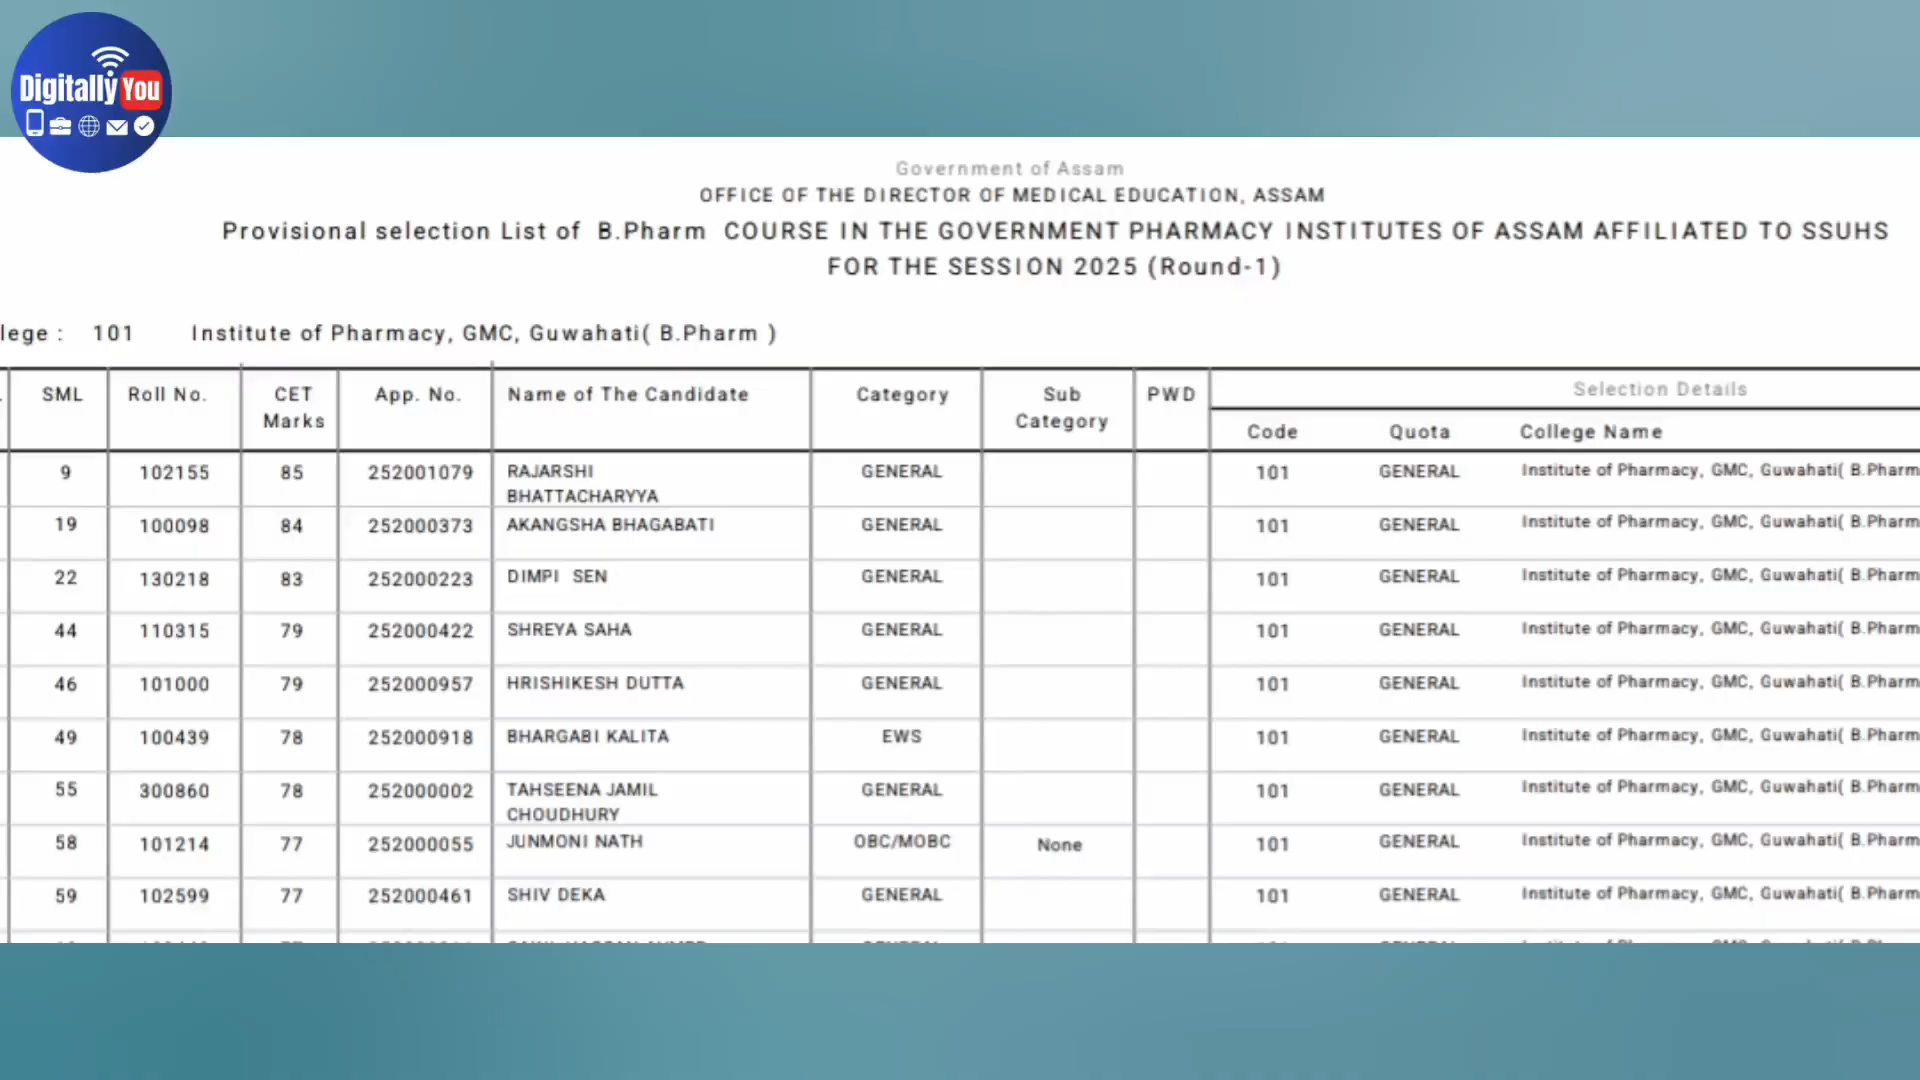 Digitally You
Government of Assam
OFFICE OF THE DIRECTOR OF MEDICAL EDUCATION, ASSAM
Provisional selection List of B.Pharm COURSE IN THE GOVERNMENT PHARMACY INSTITUTES OF ASSAM AFFILIATED TO SSUHS
FOR THE SESSION 2025 (Round-1)
lege : 101 Institute of Pharmacy, GMC, Guwahati( B.Pharm )
Selection Details
SML Roll No. CET App. No. Name of The Candidate Category Sub PWD
Marks Category Code Quota College Name
9 102155 85 252001079 RAJARSHI GENERAL 101 GENERAL Institute of Pharmacy, GMC, Guwahati( B.Pharm
BHATTACHARYYA
19 100098 84 252000373 AKANGSHA BHAGABATI GENERAL 101 GENERAL Institute of Pharmacy, GMC, Guwahati( B.Pharm
22 130218 83 252000223 DIMPI SEN GENERAL 101 GENERAL Institute of Pharmacy, GMC, Guwahati( B.Pharm
44 110315 79 252000422 SHREYA SAHA GENERAL 101 GENERAL Institute of Pharmacy, GMC, Guwahati( B.Pharm
46 101000 79 252000957 HRISHIKESH DUTTA GENERAL 101 GENERAL Institute of Pharmacy, GMC, Guwahati( B.Pharm
49 100439 78 252000918 BHARGABI KALITA EWS 101 GENERAL Institute of Pharmacy, GMC, Guwahati( B.Pharm
55 300860 78 252000002 TAHSEENA JAMIL GENERAL 101 GENERAL Institute of Pharmacy, GMC, Guwahati( B.Pharm
CHOUDHURY
58 101214 77 252000055 JUNMONI NATH OBC/MOBC None 101 GENERAL Institute of Pharmacy, GMC, Guwahati( B.Pharm
59 102599 77 252000461 SHIV DEKA GENERAL 101 GENERAL Institute of Pharmacy, GMC, Guwahati( B.Pharm